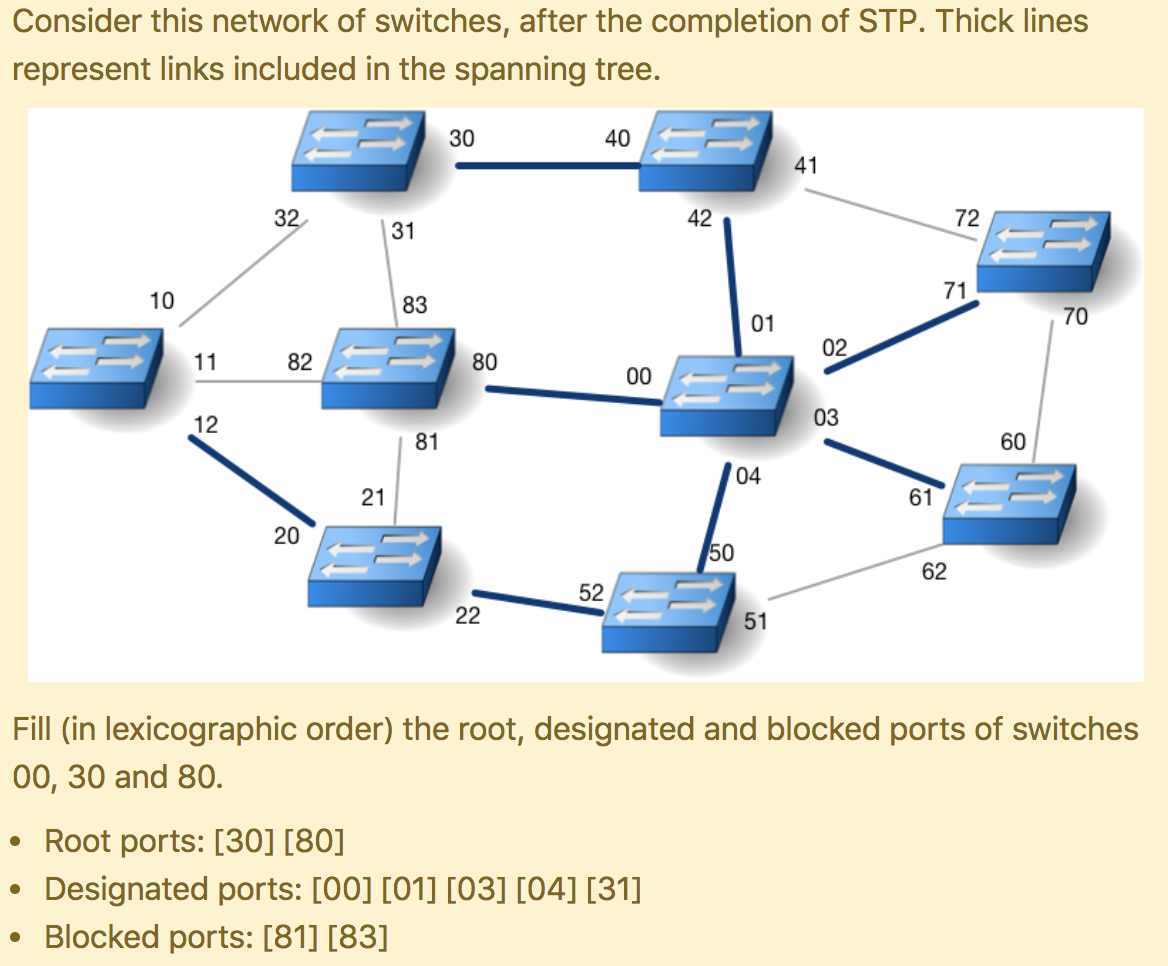 Consider this network of switches, after the completion of STP. Thick lines
represent links included in the spanning tree.
30 40
41
32 31 42 72
10 83 01 71 70
11 82 80 00 02
12 81 03 60
21 04 61
20 50 62
22 52 51
Fill (in lexicographic order) the root, designated and blocked ports of switches
00, 30 and 80.
• Root ports: [30] [80]
• Designated ports: [00] [01] [03] [04] [31]
• Blocked ports: [81] [83]